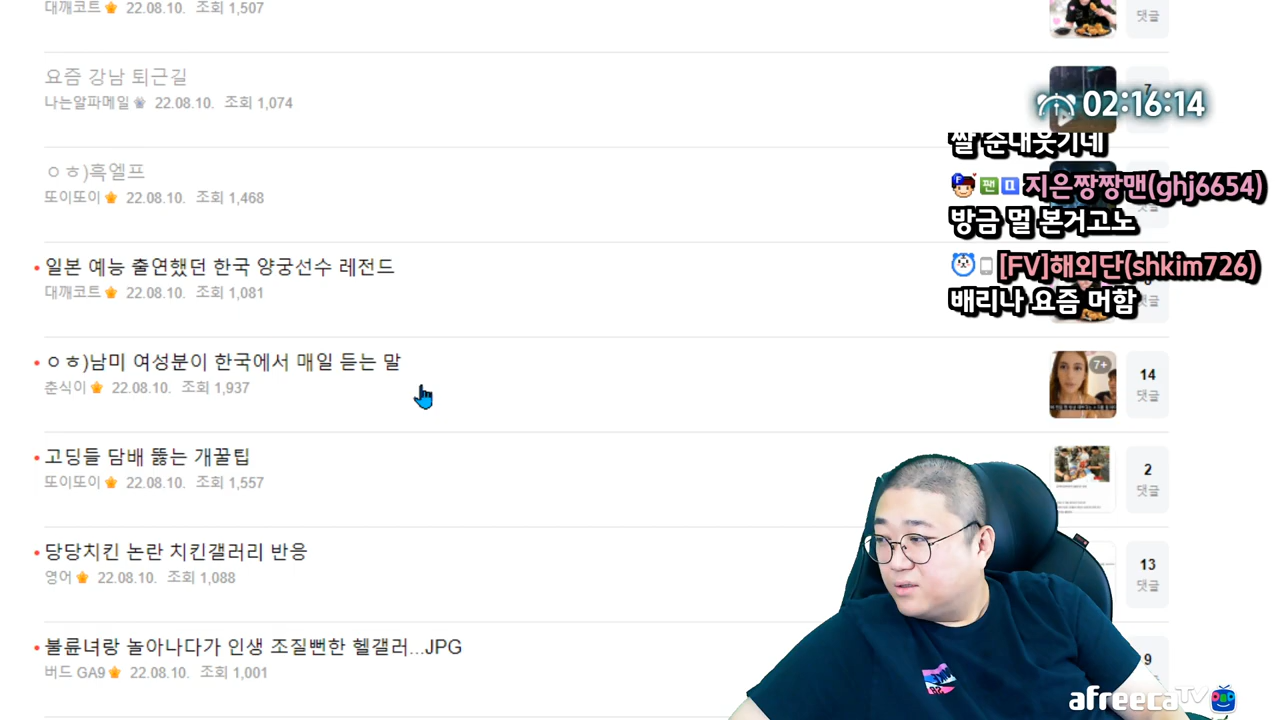 대깨코트 22.08.10. 조회 1,507
댓글
요즘 강남 퇴근길
나는알파메일 22.08.10. 조회 1,074
7
02:16:14
쌀 준내웃기네
ㅇㅎ)흑엘프
또이또이 22.08.10. 조회 1,468
지은짱짱맨(ghj6654)
방금 멀 본거고노
일본 예능 출연했던 한국 양궁선수 레전드
대깨코트 22.08.10. 조회 1,081
[FV]해외단(shkim726)
배리나 요즘 머함
ㅇㅎ)남미 여성분이 한국에서 매일 듣는 말
춘식이 22.08.10. 조회 1,937
7+
14
댓글
고딩들 담배 뚫는 개꿀팁
또이또이 22.08.10. 조회 1,557
2
댓글
당당치킨 논란 치킨갤러리 반응
영어 22.08.10. 조회 1,088
13
댓글
불륜녀랑 놀아나다가 인생 조질뻔한 헬갤러...JPG
버드 GA9 22.08.10. 조회 1,001
9
afreecaTV